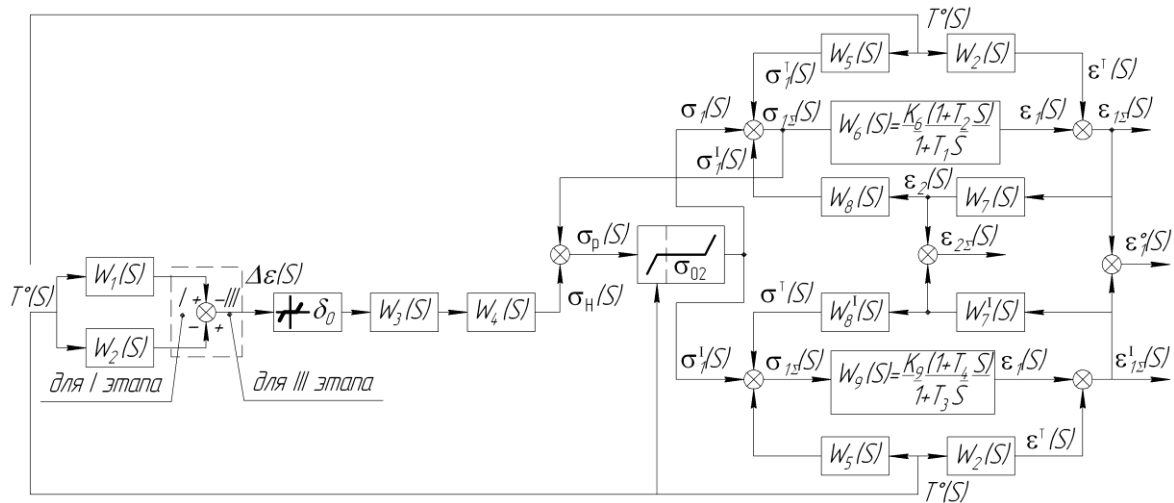 T°(S)
W₅(S)
W₂(S)
σ₁ᵀ(S)
εᵀ(S)
σ₁(S)
σ₁Σ(S)
W₆(S)=K₆(1+T₂S)/1+T₁S
ε₁(S)
ε₁Σ(S)
σ₁ᴵ(S)
W₈(S)
ε₂(S)
W₇(S)
σₚ(S)
ε₂Σ(S)
ε₁°(S)
σ₀₂
W₁(S)
Δε(S)
T°(S)
I + −III
− +
δ₀
W₃(S)
W₄(S)
σₙ(S)
σᵀ(S)
W₈ᴵ(S)
W₇ᴵ(S)
W₂(S)
для I этапа
для III этапа
σ₁ᴵ(S)
σ₁Σ(S)
W₉(S)=K₉(1+T₄S)/1+T₃S
ε₁(S)
ε₁Σᴵ(S)
W₅(S)
W₂(S)
εᵀ(S)
T°(S)